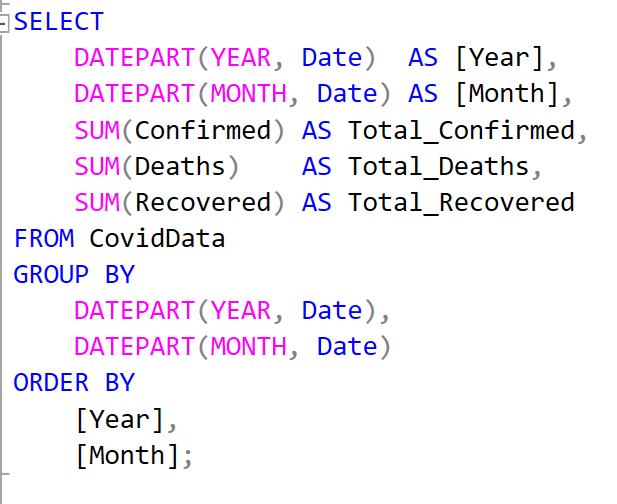 SELECT
    DATEPART(YEAR, Date)  AS [Year],
    DATEPART(MONTH, Date) AS [Month],
    SUM(Confirmed) AS Total_Confirmed,
    SUM(Deaths)    AS Total_Deaths,
    SUM(Recovered) AS Total_Recovered
FROM CovidData
GROUP BY
    DATEPART(YEAR, Date),
    DATEPART(MONTH, Date)
ORDER BY
    [Year],
    [Month];